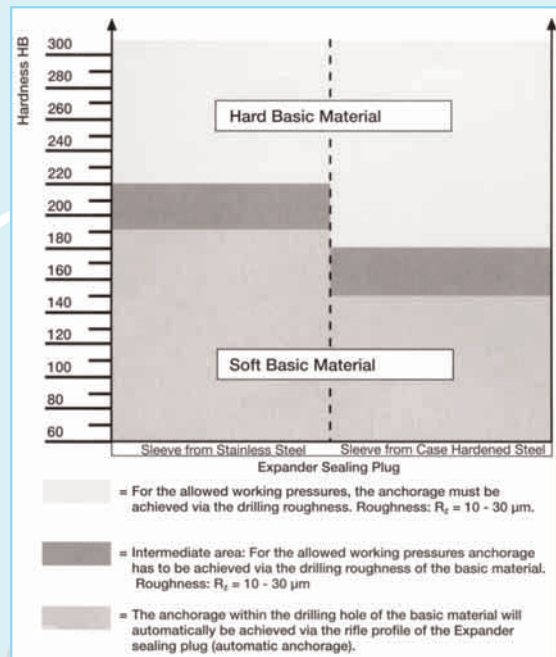 Hardness HB
300
280
260
240
220
200
180
160
140
120
100
80
60
Hard Basic Material
Soft Basic Material
Sleeve from Stainless Steel
Sleeve from Case Hardened Steel
Expander Sealing Plug
= For the allowed working pressures, the anchorage must be
achieved via the drilling roughness. Roughness: Rz = 10 - 30 μm.
= Intermediate area: For the allowed working pressures anchorage
has to be achieved via the drilling roughness of the basic material.
Roughness: Rz = 10 - 30 μm
= The anchorage within the drilling hole of the basic material will
automatically be achieved via the rifle profile of the Expander
sealing plug (automatic anchorage).